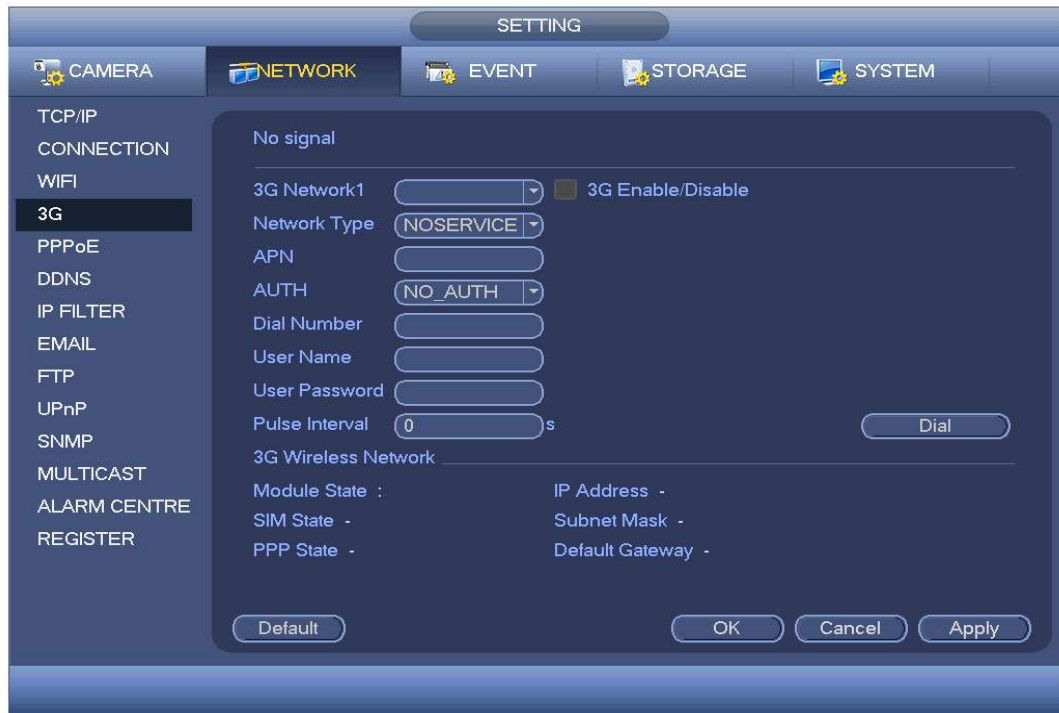 SETTING
CAMERA NETWORK EVENT STORAGE SYSTEM
TCP/IP
CONNECTION
WIFI
3G
PPPoE
DDNS
IP FILTER
EMAIL
FTP
UPnP
SNMP
MULTICAST
ALARM CENTRE
REGISTER
No signal
3G Network1 3G Enable/Disable
Network Type NOSERVICE
APN
AUTH NO_AUTH
Dial Number
User Name
User Password
Pulse Interval 0 s Dial
3G Wireless Network
Module State : IP Address -
SIM State - Subnet Mask -
PPP State - Default Gateway -
Default OK Cancel Apply